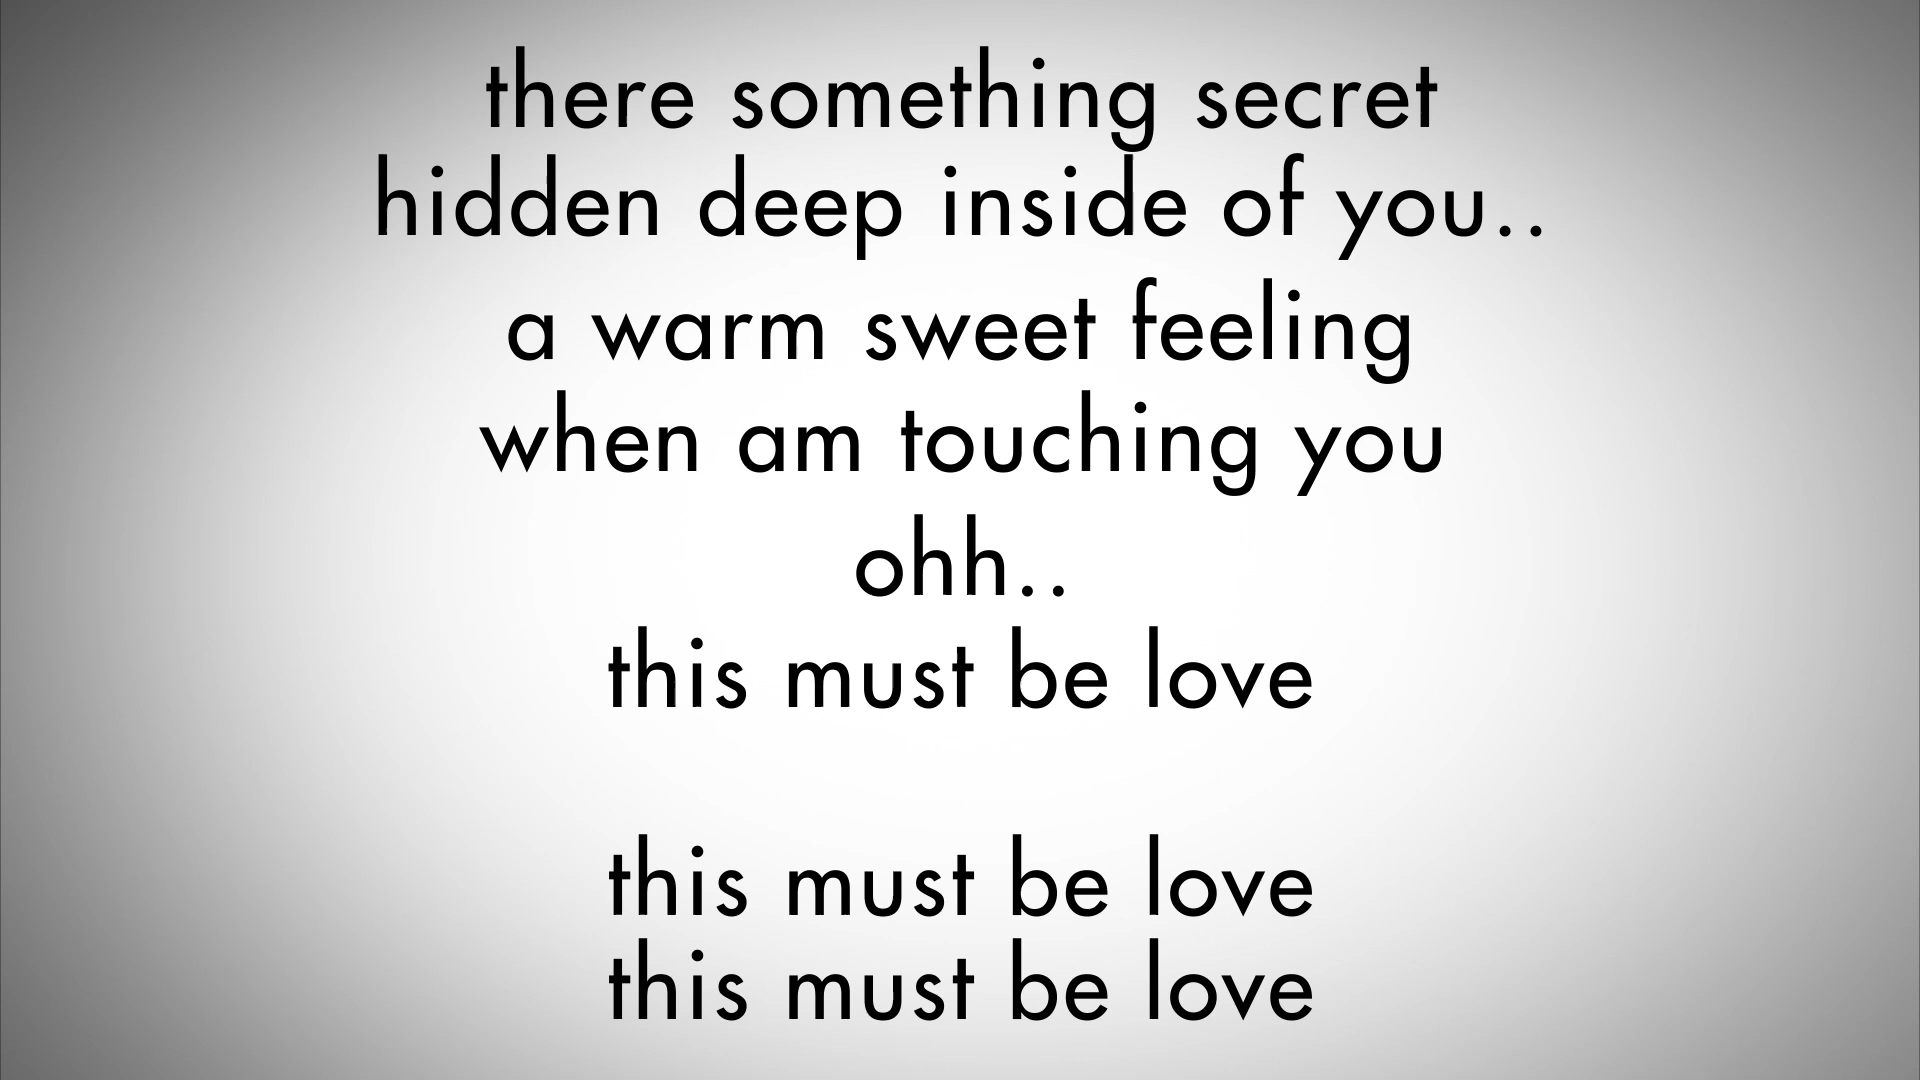 there something secret
hidden deep inside of you..
a warm sweet feeling
when am touching you
ohh..
this must be love
this must be love
this must be love